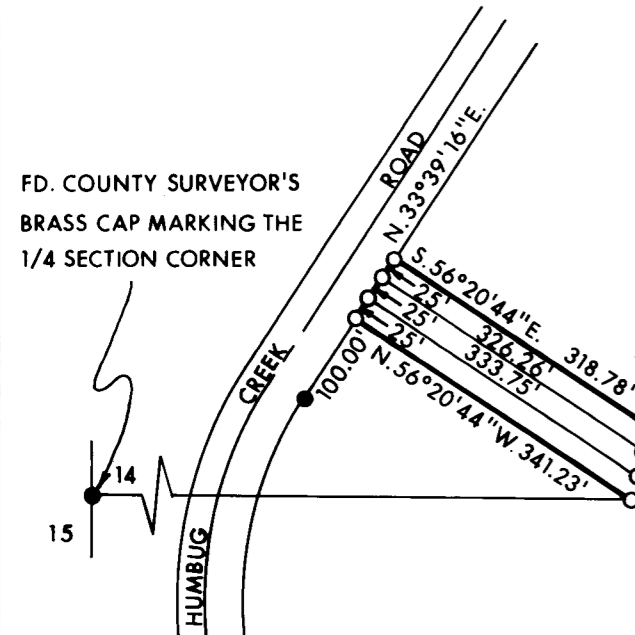 ROAD
N. 33°39'16"E.
FD. COUNTY SURVEYOR'S
BRASS CAP MARKING THE
1/4 SECTION CORNER
S. 56°20'44"E. 318.78'
25'
25'
326.26'
25'
333.75'
CREEK
100.00'
N. 56°20'44"W. 341.23'
14
15
HUMBUG